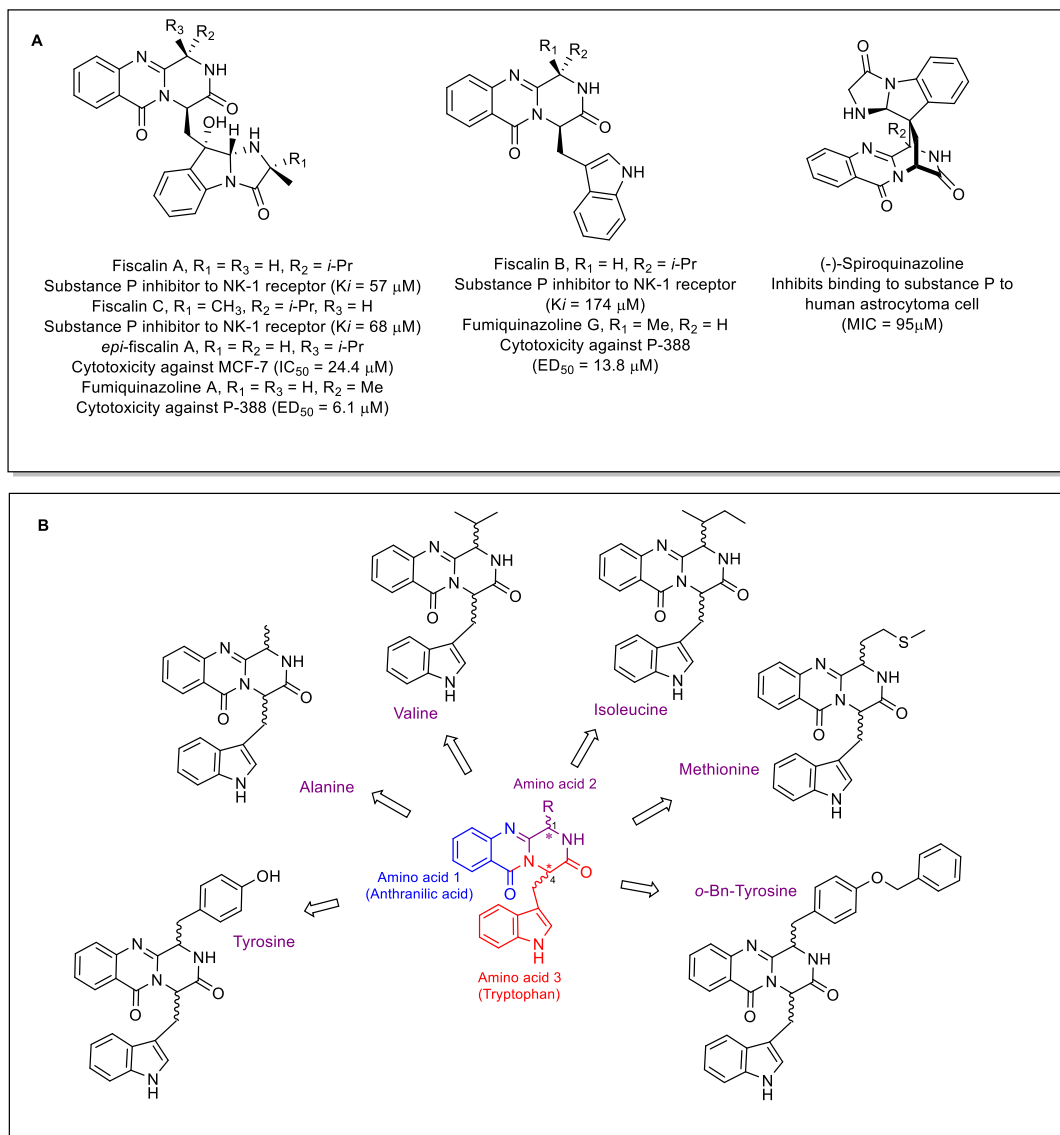 A
R3 R2
N
NH
N
O
O
OH
H
H
N
R1
N
O
Fiscalin A, R1 = R3 = H, R2 = i-Pr
Substance P inhibitor to NK-1 receptor (Ki = 57 μM)
Fiscalin C, R1 = CH3, R2 = i-Pr, R3 = H
Substance P inhibitor to NK-1 receptor (Ki = 68 μM)
epi-fiscalin A, R1 = R2 = H, R3 = i-Pr
Cytotoxicity against MCF-7 (IC50 = 24.4 μM)
Fumiquinazoline A, R1 = R3 = H, R2 = Me
Cytotoxicity against P-388 (ED50 = 6.1 μM)
R1 R2
N
NH
N
O
O
NH
Fiscalin B, R1 = H, R2 = i-Pr
Substance P inhibitor to NK-1 receptor
(Ki = 174 μM)
Fumiquinazoline G, R1 = Me, R2 = H
Cytotoxicity against P-388
(ED50 = 13.8 μM)
O
N
HN
R2
N
NH
N
O
O
(-)-Spiroquinazoline
Inhibits binding to substance P to
human astrocytoma cell
(MIC = 95μM)
B
N
NH
N
O
O
N
H
Valine
N
NH
N
O
O
N
H
Isoleucine
N
NH
N
O
O
N
H
Alanine
S
N
NH
N
O
O
N
H
Methionine
Amino acid 2
R
N
1
*
NH
N
*
O
O
4
N
H
Amino acid 1
(Anthranilic acid)
Amino acid 3
(Tryptophan)
OH
N
NH
N
O
O
N
H
Tyrosine
O
N
NH
N
O
O
N
H
o-Bn-Tyrosine